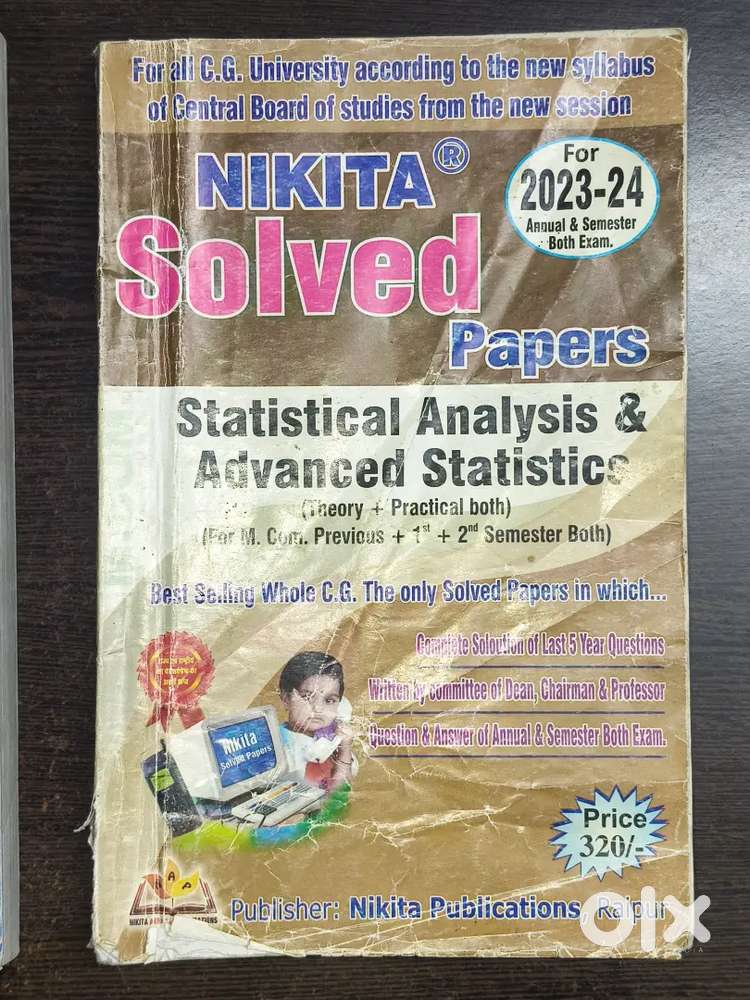 For all C.G. University according to the new syllabus
of Central Board of studies from the new session
NIKITA®
For
2023-24
Annual & Semester
Both Exam.
Solved
Papers
Statistical Analysis &
Advanced Statistics
(Theory + Practical both)
(For M. Com. Previous + 1st + 2nd Semester Both)
Best Selling Whole C.G. The only Solved Papers in which...
Complete Soloution of Last 5 Year Questions
Written by committee of Dean, Chairman & Professor
Question & Answer of Annual & Semester Both Exam.
Nikita
Solved Papers
Price
320/-
NAP
NIKITA
Publisher: Nikita Publications, Raipur
olx